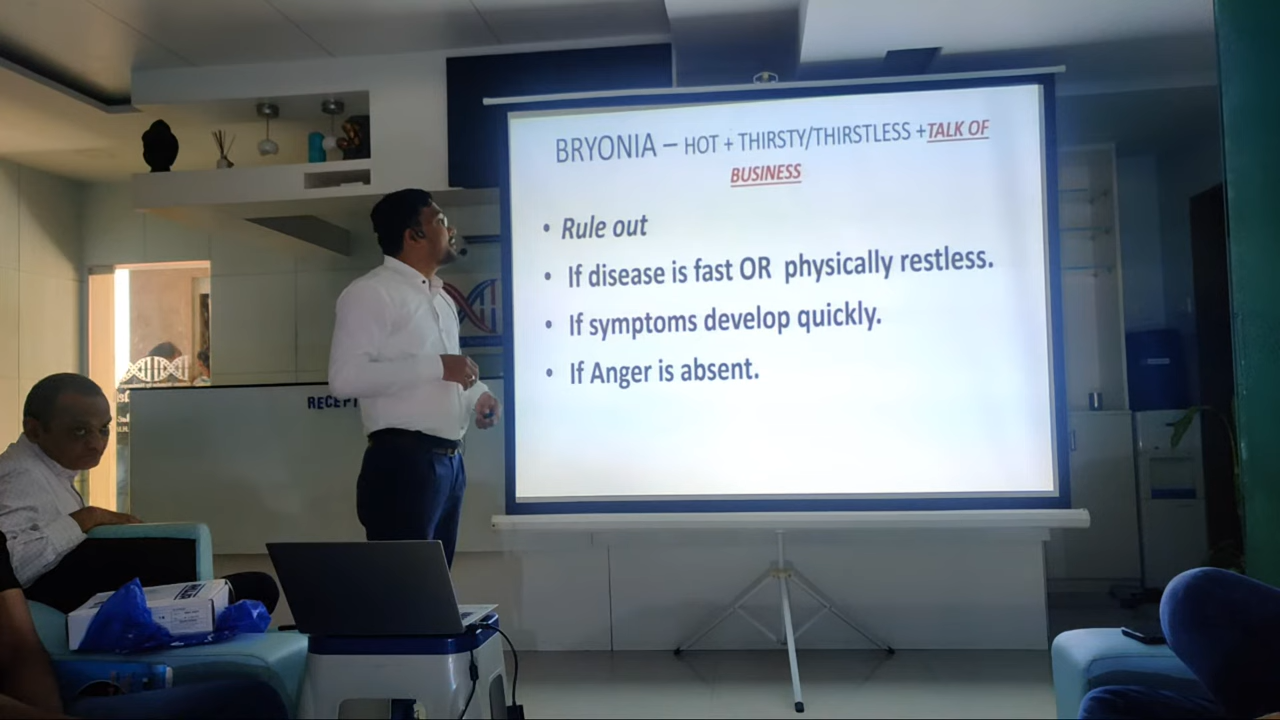 BRYONIA – HOT + THIRSTY/THIRSTLESS +TALK OF
BUSINESS
• Rule out
• If disease is fast OR physically restless.
• If symptoms develop quickly.
• If Anger is absent.
RECEPT